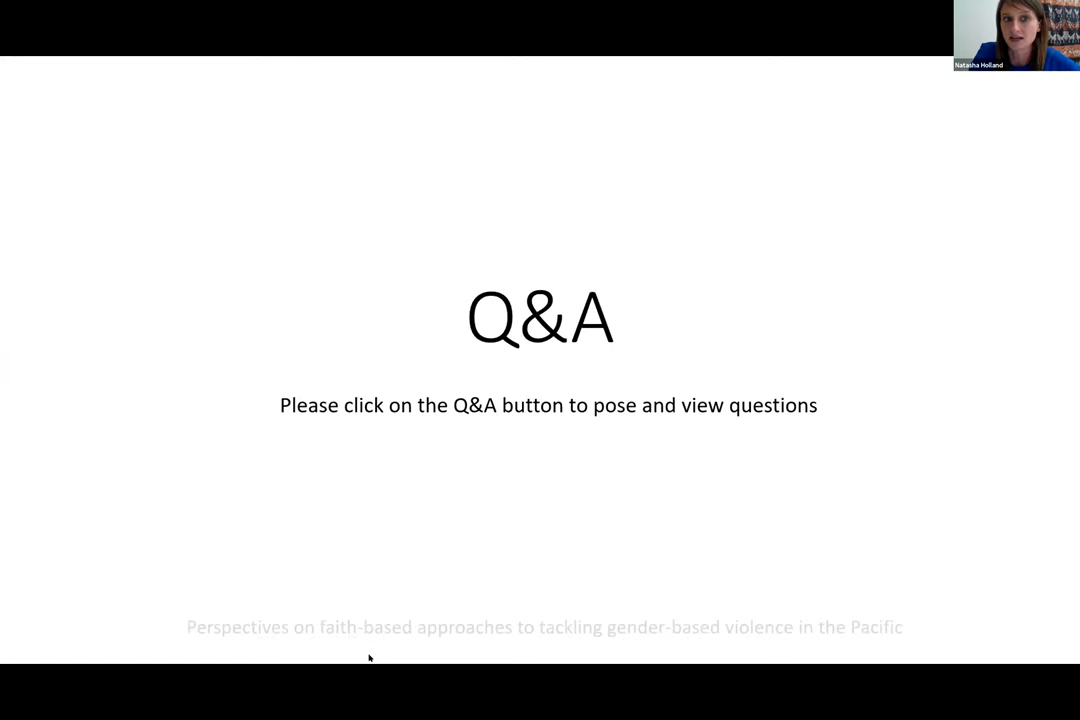 Natasha Holland
Q&A
Please click on the Q&A button to pose and view questions
Perspectives on faith-based approaches to tackling gender-based violence in the Pacific